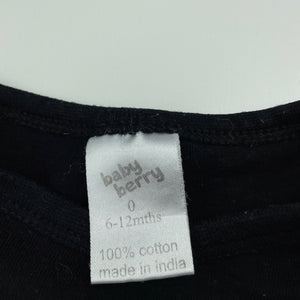 baby
berry
0
6-12mths
100% cotton
made in india